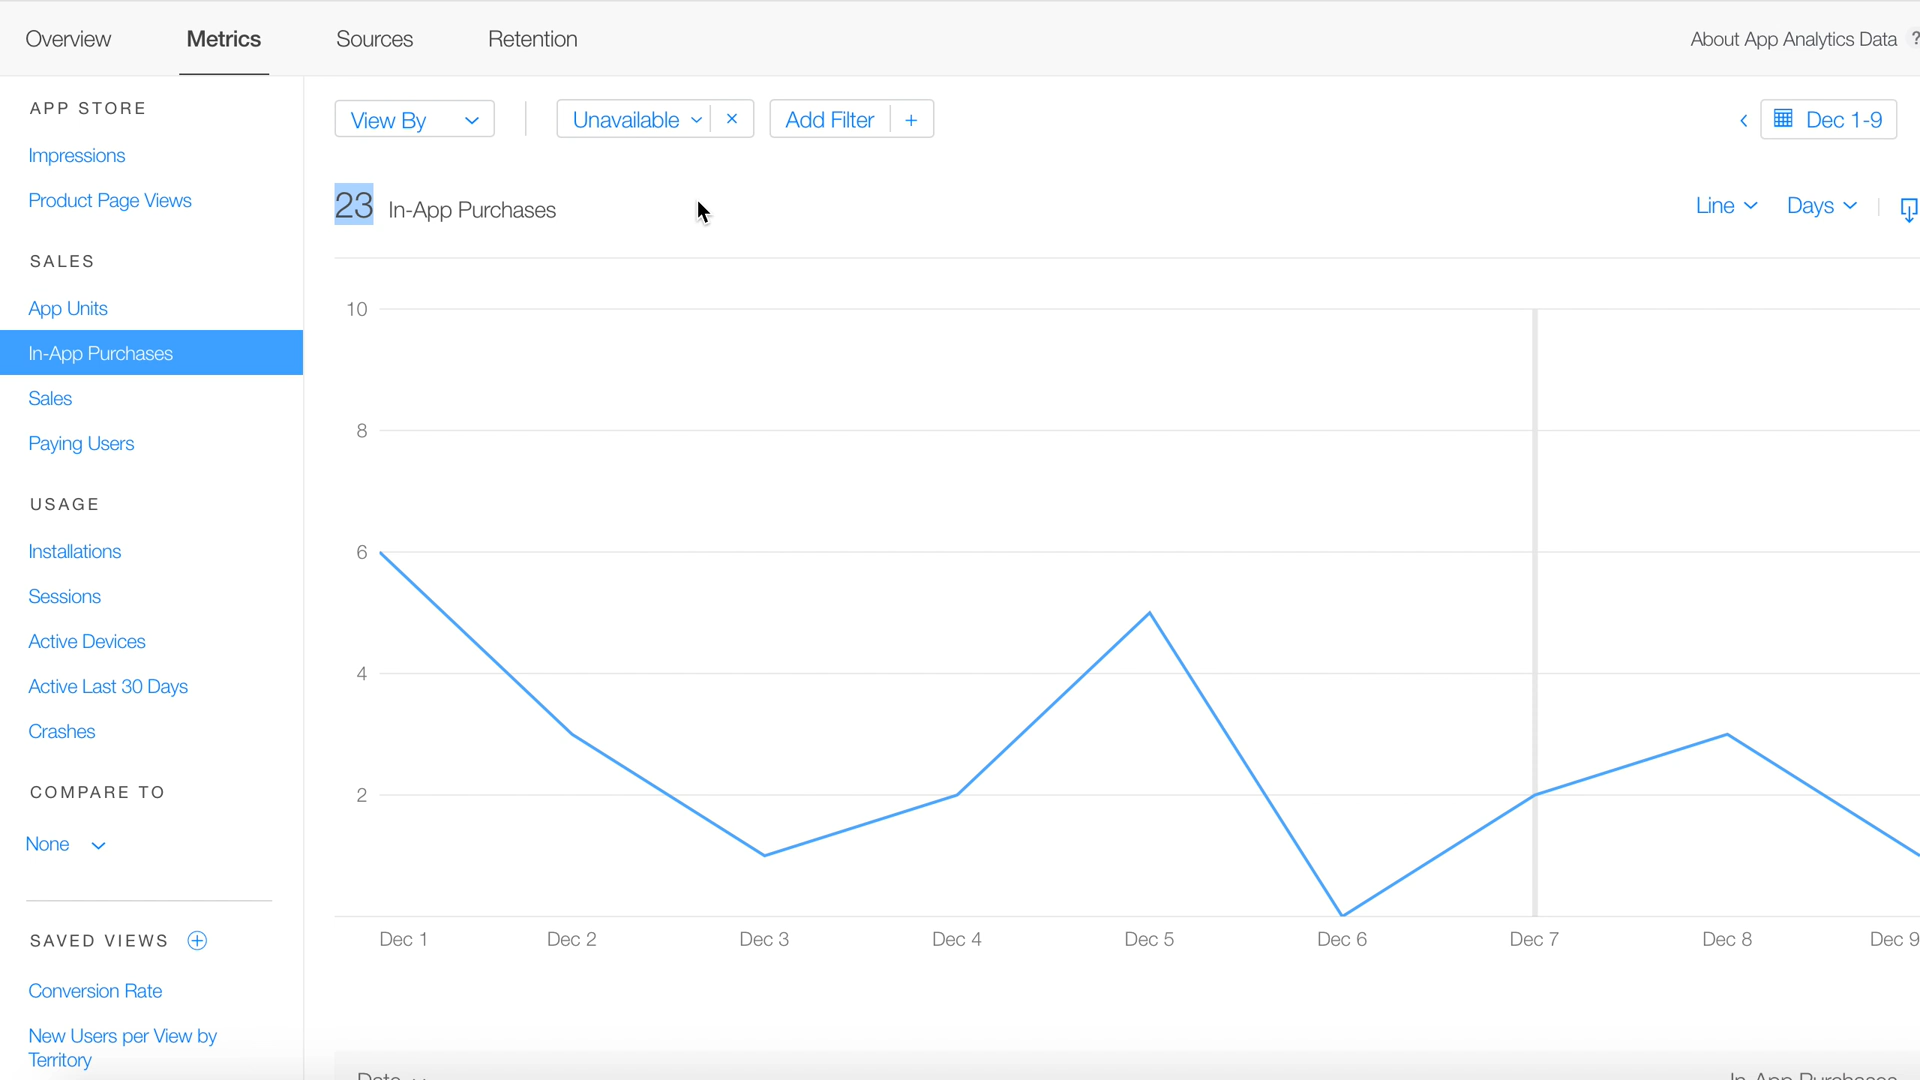 Overview
Metrics
Sources
Retention
About App Analytics Data ?
APP STORE
Impressions
Product Page Views
SALES
App Units
In-App Purchases
Sales
Paying Users
USAGE
Installations
Sessions
Active Devices
Active Last 30 Days
Crashes
COMPARE TO
None
SAVED VIEWS
Conversion Rate
New Users per View by
Territory
View By
Unavailable
Add Filter +
Dec 1-9
23 In-App Purchases
Line
Days
10
8
6
4
2
Dec 1
Dec 2
Dec 3
Dec 4
Dec 5
Dec 6
Dec 7
Dec 8
Dec 9
Date
In-App Purchases